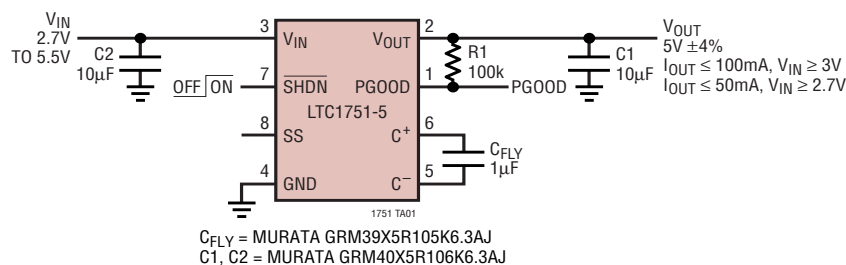 VIN
2.7V
TO 5.5V
C2
10µF
3
VIN
VOUT
2
R1
100k
C1
10µF
VOUT
5V ±4%
IOUT ≤ 100mA, VIN ≥ 3V
IOUT ≤ 50mA, VIN ≥ 2.7V
OFF ON
7
SHDN
PGOOD
1
PGOOD
LTC1751-5
8
SS
C+
6
CFLY
1µF
4
GND
C–
5
1751 TA01
CFLY = MURATA GRM39X5R105K6.3AJ
C1, C2 = MURATA GRM40X5R106K6.3AJ